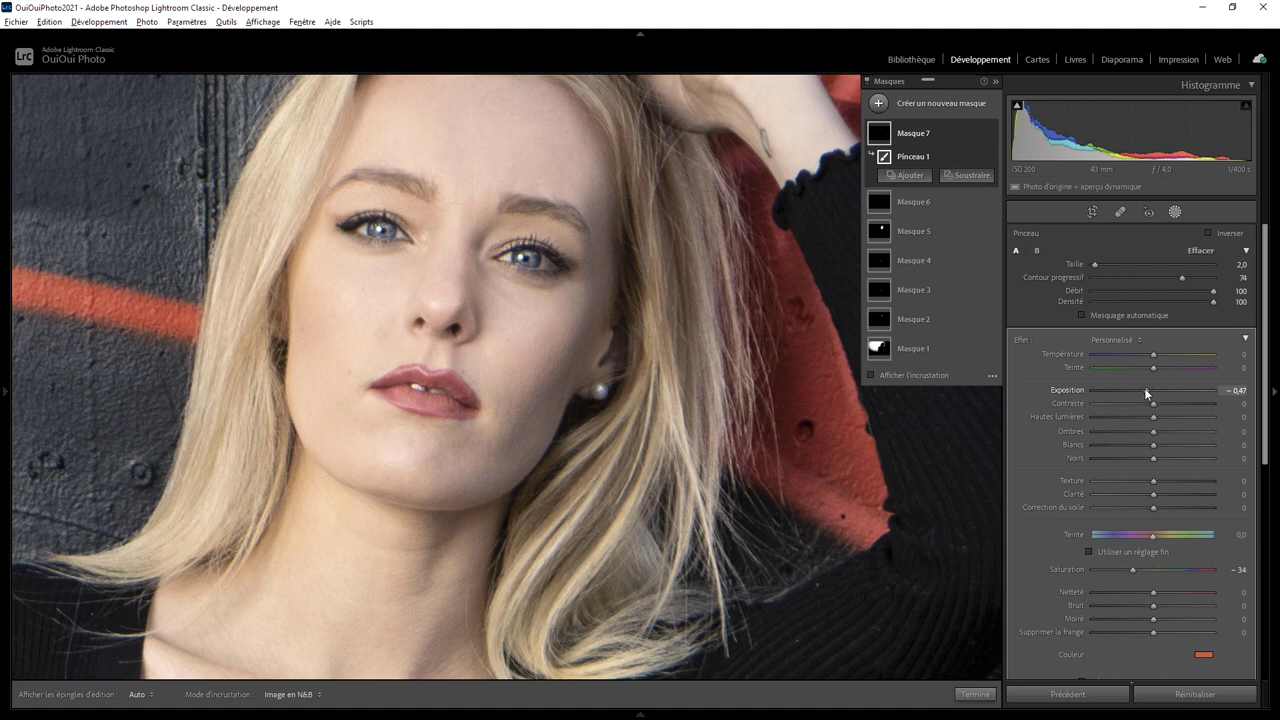 OuiOuiPhoto2021 - Adobe Photoshop Lightroom Classic - Développement
Fichier Edition Développement Photo Paramètres Outils Affichage Fenêtre Aide Scripts
LrC
Adobe Lightroom Classic
OuiOui Photo
Bibliothèque | Développement | Cartes | Livres | Diaporama | Impression | Web
Masques
Créer un nouveau masque
Masque 7
Pinceau 1
Ajouter Soustraire
Masque 6
Masque 5
Masque 4
Masque 3
Masque 2
Masque 1
Afficher l'incrustation
Histogramme
ISO 200 43 mm ƒ / 4,0 1/400 s
Photo d'origine + aperçu dynamique
Pinceau Inverser
A B Effacer
Taille 2,0
Contour progressif 74
Débit 100
Densité 100
Masquage automatique
Effet : Personnalisé
Température 0
Teinte 0
Exposition – 0,47
Contraste 0
Hautes lumières 0
Ombres 0
Blancs 0
Noirs 0
Texture 0
Clarté 0
Correction du voile 0
Teinte 0,0
Utiliser un réglage fin
Saturation – 34
Netteté 0
Bruit 0
Moiré 0
Supprimer la frange 0
Couleur
Afficher les épingles d'édition : Auto Mode d'incrustation : Image en N&B Terminé
Précédent Réinitialiser